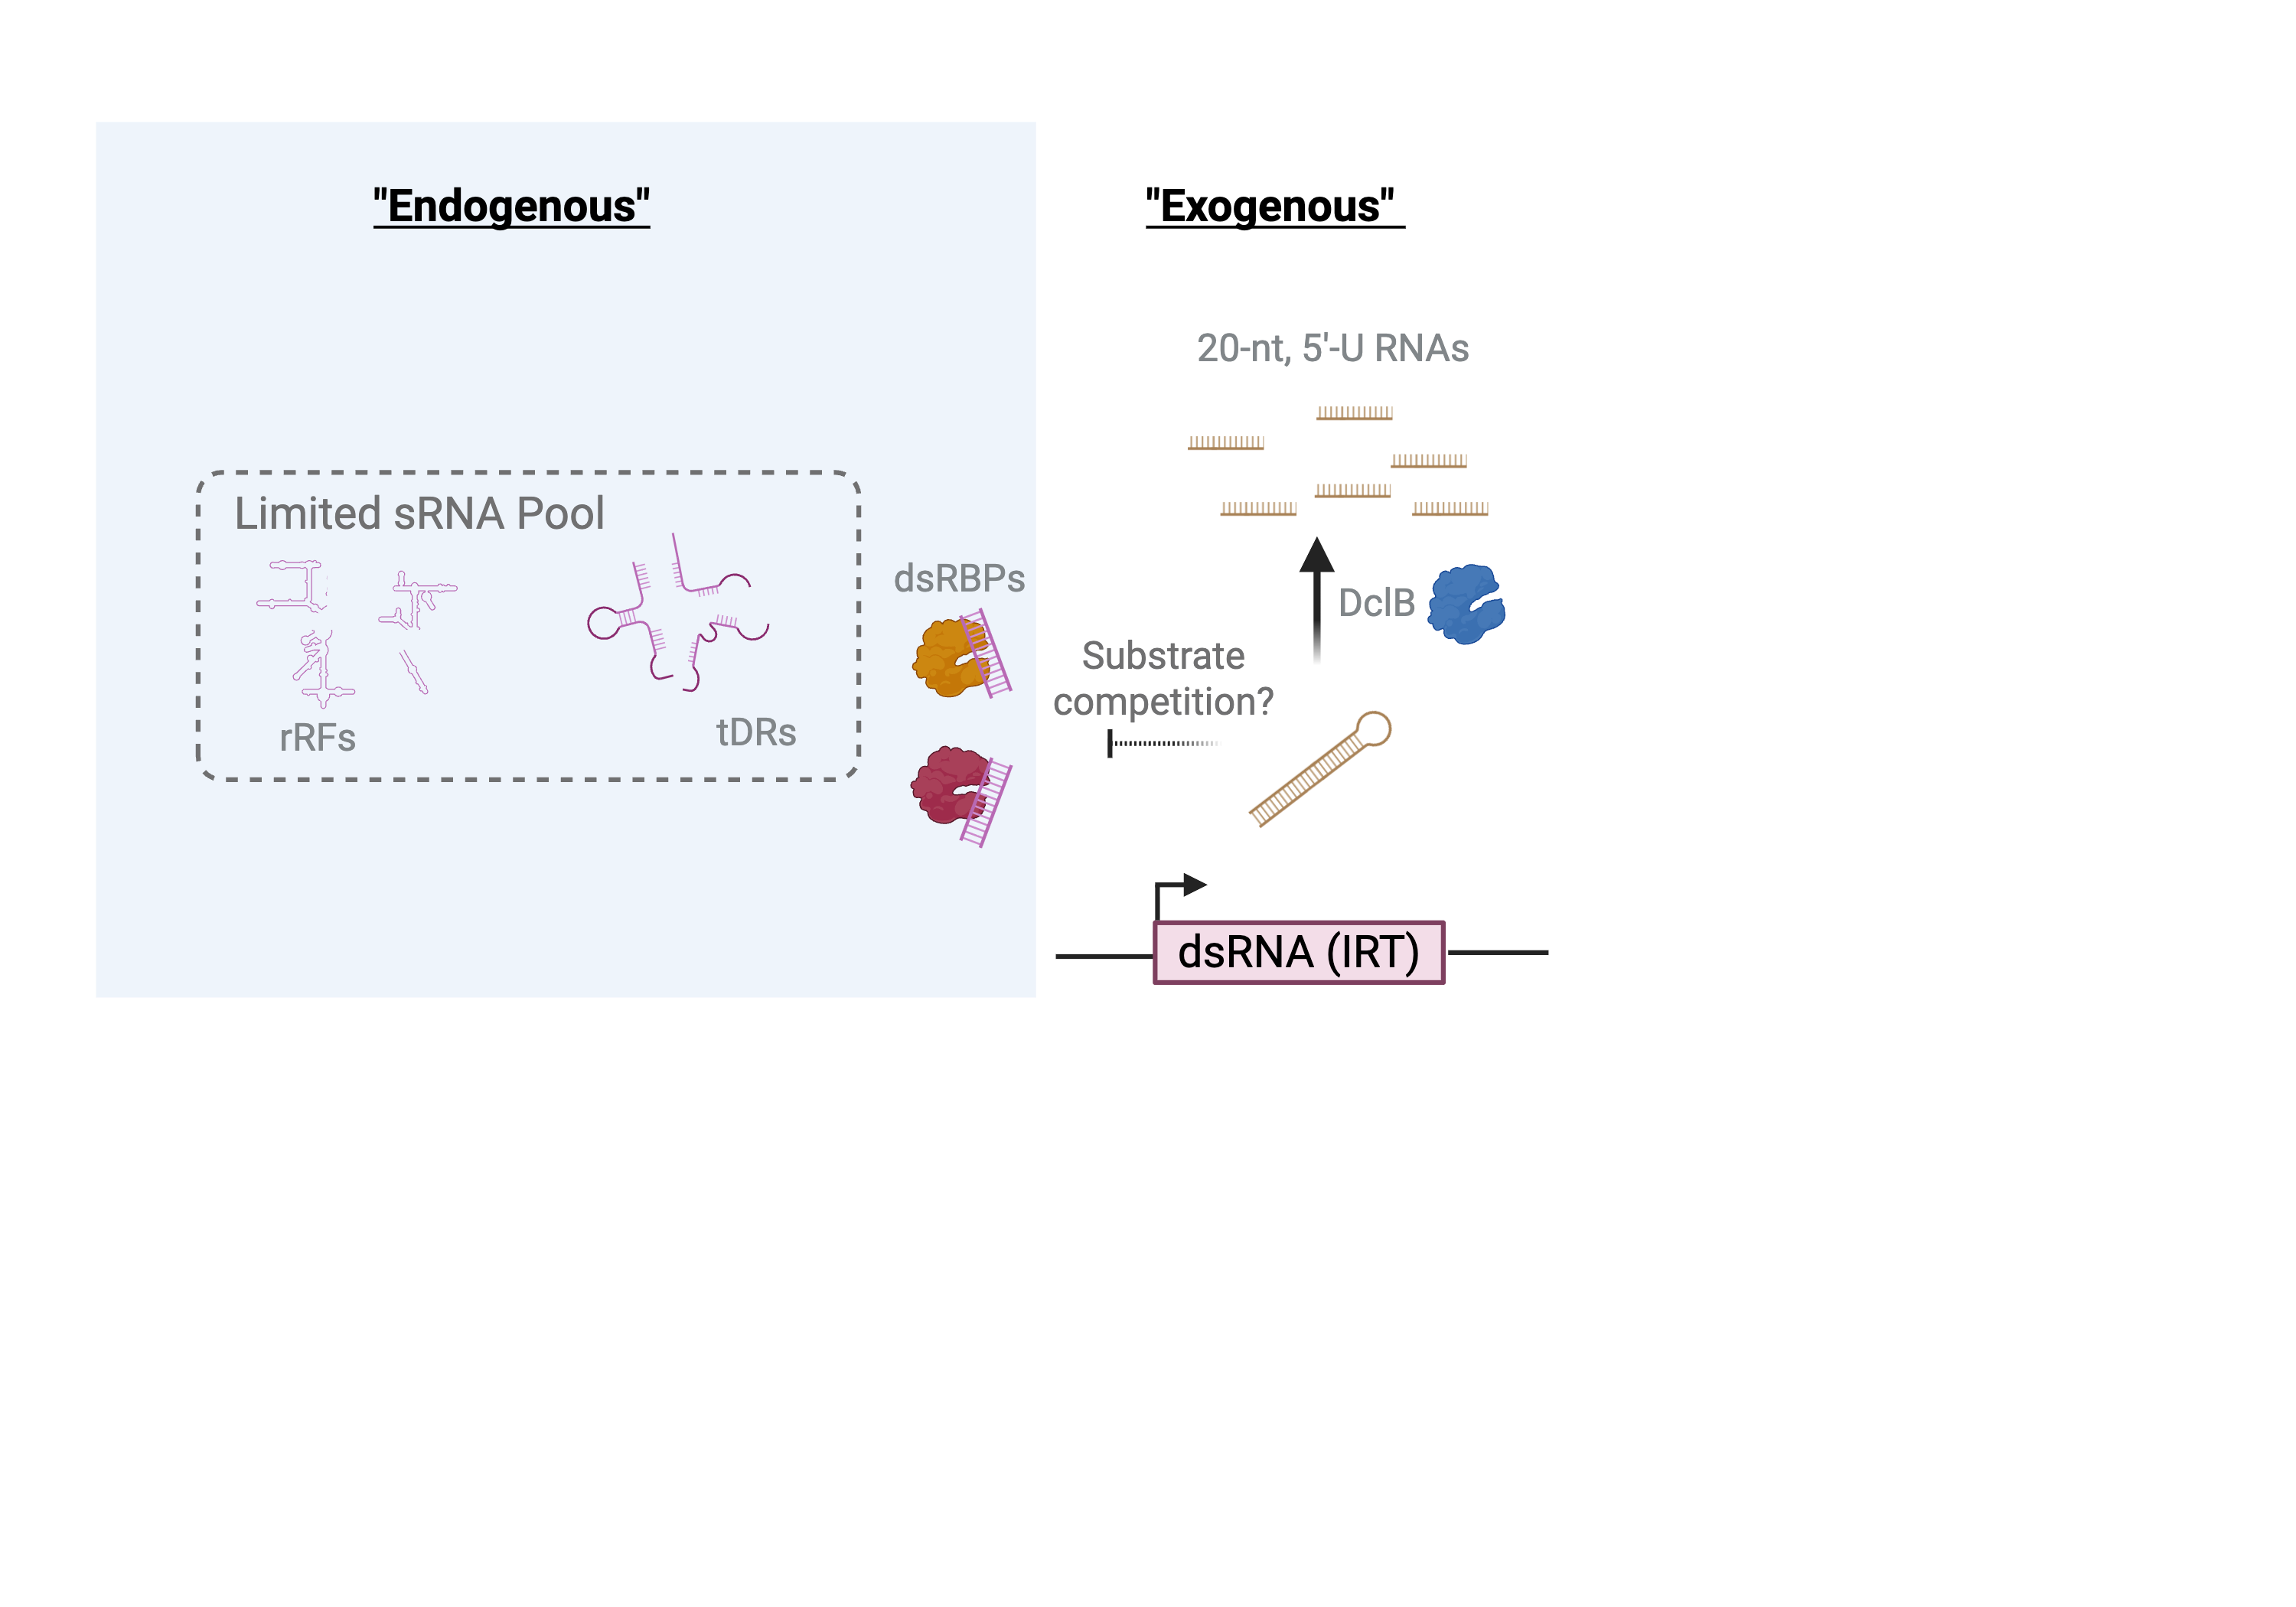 "Endogenous"
"Exogenous"
20-nt, 5'-U RNAs
Limited sRNA Pool
dsRBPs
DclB
Substrate
competition?
rRFs
tDRs
dsRNA (IRT)